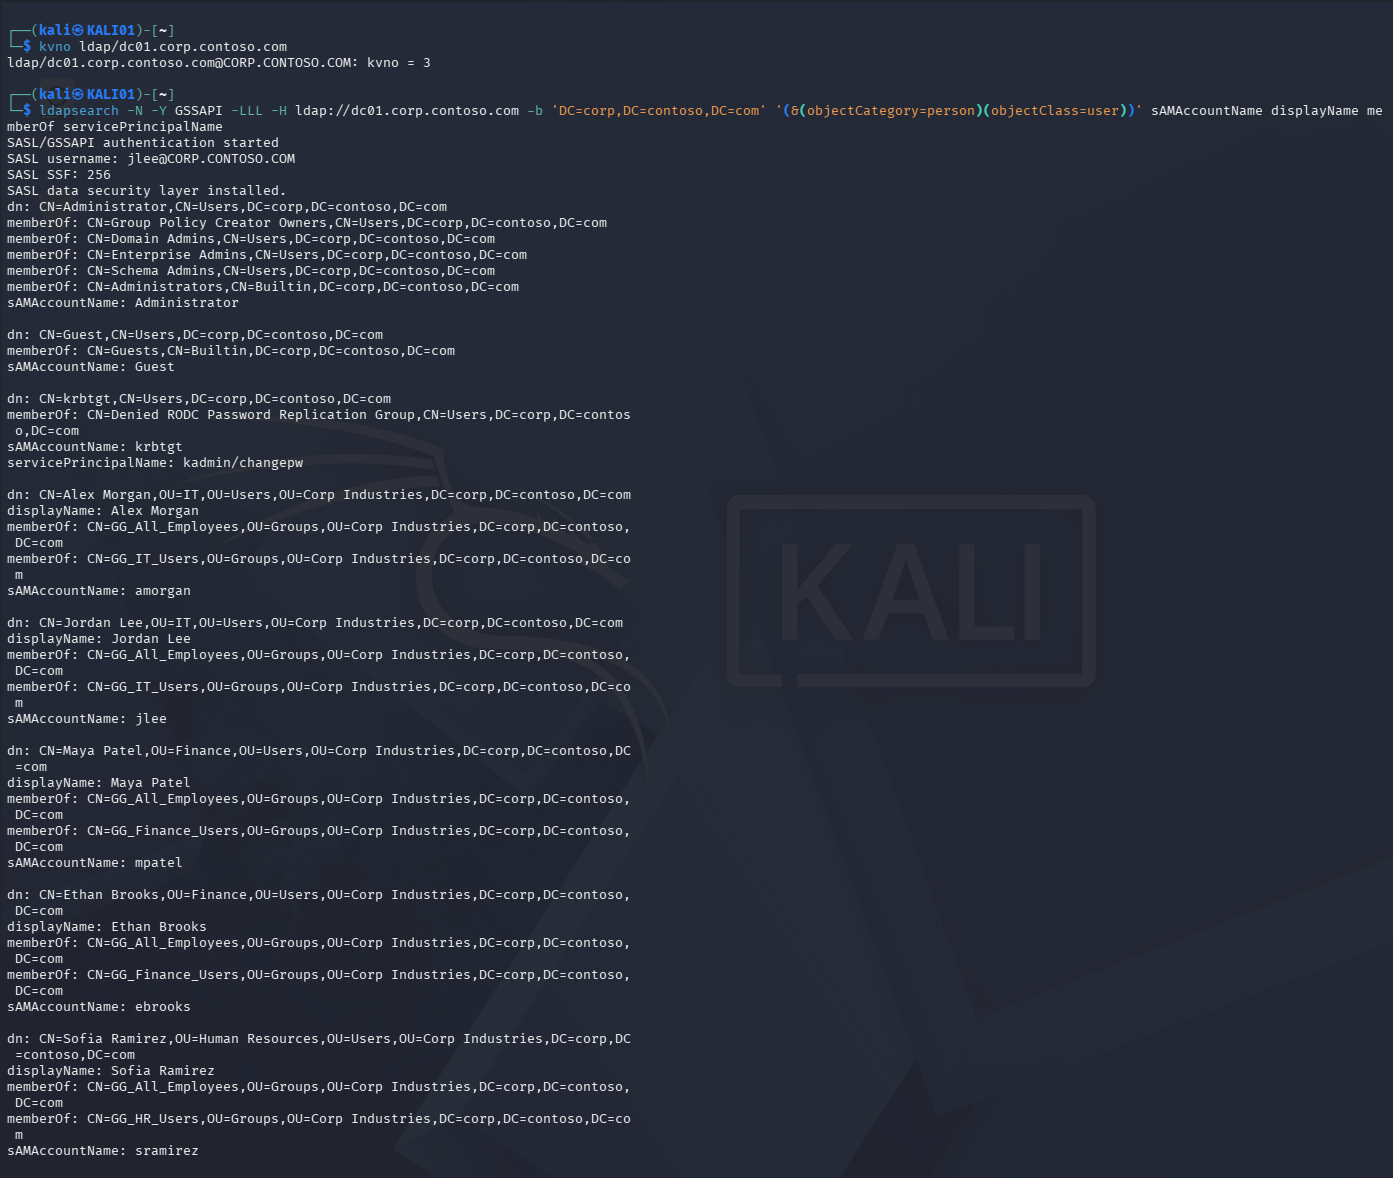 ┌──(kali㉿KALI01)-[~]
└─$ kvno ldap/dc01.corp.contoso.com
ldap/dc01.corp.contoso.com@CORP.CONTOSO.COM: kvno = 3

┌──(kali㉿KALI01)-[~]
└─$ ldapsearch -N -Y GSSAPI -LLL -H ldap://dc01.corp.contoso.com -b 'DC=corp,DC=contoso,DC=com' '(&(objectCategory=person)(objectClass=user))' sAMAccountName displayName me
mberOf servicePrincipalName
SASL/GSSAPI authentication started
SASL username: jlee@CORP.CONTOSO.COM
SASL SSF: 256
SASL data security layer installed.
dn: CN=Administrator,CN=Users,DC=corp,DC=contoso,DC=com
memberOf: CN=Group Policy Creator Owners,CN=Users,DC=corp,DC=contoso,DC=com
memberOf: CN=Domain Admins,CN=Users,DC=corp,DC=contoso,DC=com
memberOf: CN=Enterprise Admins,CN=Users,DC=corp,DC=contoso,DC=com
memberOf: CN=Schema Admins,CN=Users,DC=corp,DC=contoso,DC=com
memberOf: CN=Administrators,CN=Builtin,DC=corp,DC=contoso,DC=com
sAMAccountName: Administrator

dn: CN=Guest,CN=Users,DC=corp,DC=contoso,DC=com
memberOf: CN=Guests,CN=Builtin,DC=corp,DC=contoso,DC=com
sAMAccountName: Guest

dn: CN=krbtgt,CN=Users,DC=corp,DC=contoso,DC=com
memberOf: CN=Denied RODC Password Replication Group,CN=Users,DC=corp,DC=contos
 o,DC=com
sAMAccountName: krbtgt
servicePrincipalName: kadmin/changepw

dn: CN=Alex Morgan,OU=IT,OU=Users,OU=Corp Industries,DC=corp,DC=contoso,DC=com
displayName: Alex Morgan
memberOf: CN=GG_All_Employees,OU=Groups,OU=Corp Industries,DC=corp,DC=contoso,
 DC=com
memberOf: CN=GG_IT_Users,OU=Groups,OU=Corp Industries,DC=corp,DC=contoso,DC=co
 m
sAMAccountName: amorgan

dn: CN=Jordan Lee,OU=IT,OU=Users,OU=Corp Industries,DC=corp,DC=contoso,DC=com
displayName: Jordan Lee
memberOf: CN=GG_All_Employees,OU=Groups,OU=Corp Industries,DC=corp,DC=contoso,
 DC=com
memberOf: CN=GG_IT_Users,OU=Groups,OU=Corp Industries,DC=corp,DC=contoso,DC=co
 m
sAMAccountName: jlee

dn: CN=Maya Patel,OU=Finance,OU=Users,OU=Corp Industries,DC=corp,DC=contoso,DC
 =com
displayName: Maya Patel
memberOf: CN=GG_All_Employees,OU=Groups,OU=Corp Industries,DC=corp,DC=contoso,
 DC=com
memberOf: CN=GG_Finance_Users,OU=Groups,OU=Corp Industries,DC=corp,DC=contoso,
 DC=com
sAMAccountName: mpatel

dn: CN=Ethan Brooks,OU=Finance,OU=Users,OU=Corp Industries,DC=corp,DC=contoso,
 DC=com
displayName: Ethan Brooks
memberOf: CN=GG_All_Employees,OU=Groups,OU=Corp Industries,DC=corp,DC=contoso,
 DC=com
memberOf: CN=GG_Finance_Users,OU=Groups,OU=Corp Industries,DC=corp,DC=contoso,
 DC=com
sAMAccountName: ebrooks

dn: CN=Sofia Ramirez,OU=Human Resources,OU=Users,OU=Corp Industries,DC=corp,DC
 =contoso,DC=com
displayName: Sofia Ramirez
memberOf: CN=GG_All_Employees,OU=Groups,OU=Corp Industries,DC=corp,DC=contoso,
 DC=com
memberOf: CN=GG_HR_Users,OU=Groups,OU=Corp Industries,DC=corp,DC=contoso,DC=co
 m
sAMAccountName: sramirez
KALI